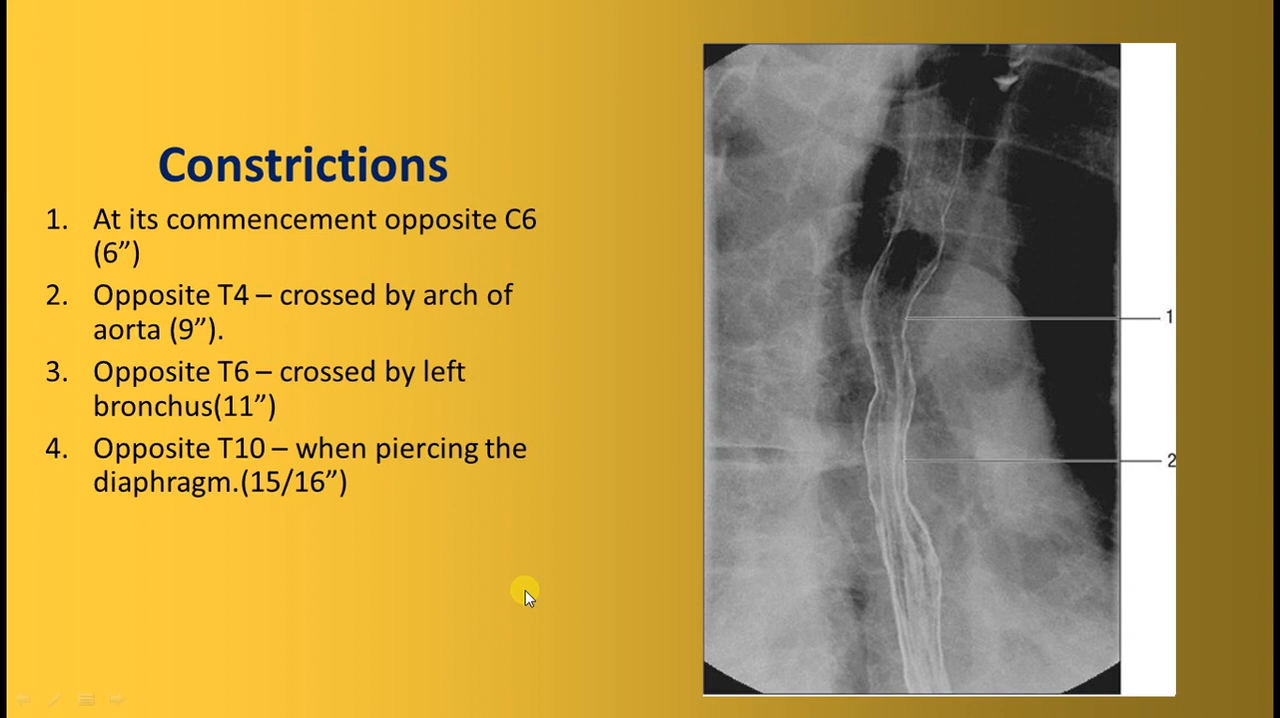 Constrictions
1. At its commencement opposite C6
(6”)
2. Opposite T4 – crossed by arch of
aorta (9”).
3. Opposite T6 – crossed by left
bronchus(11”)
4. Opposite T10 – when piercing the
diaphragm.(15/16”)
1
2